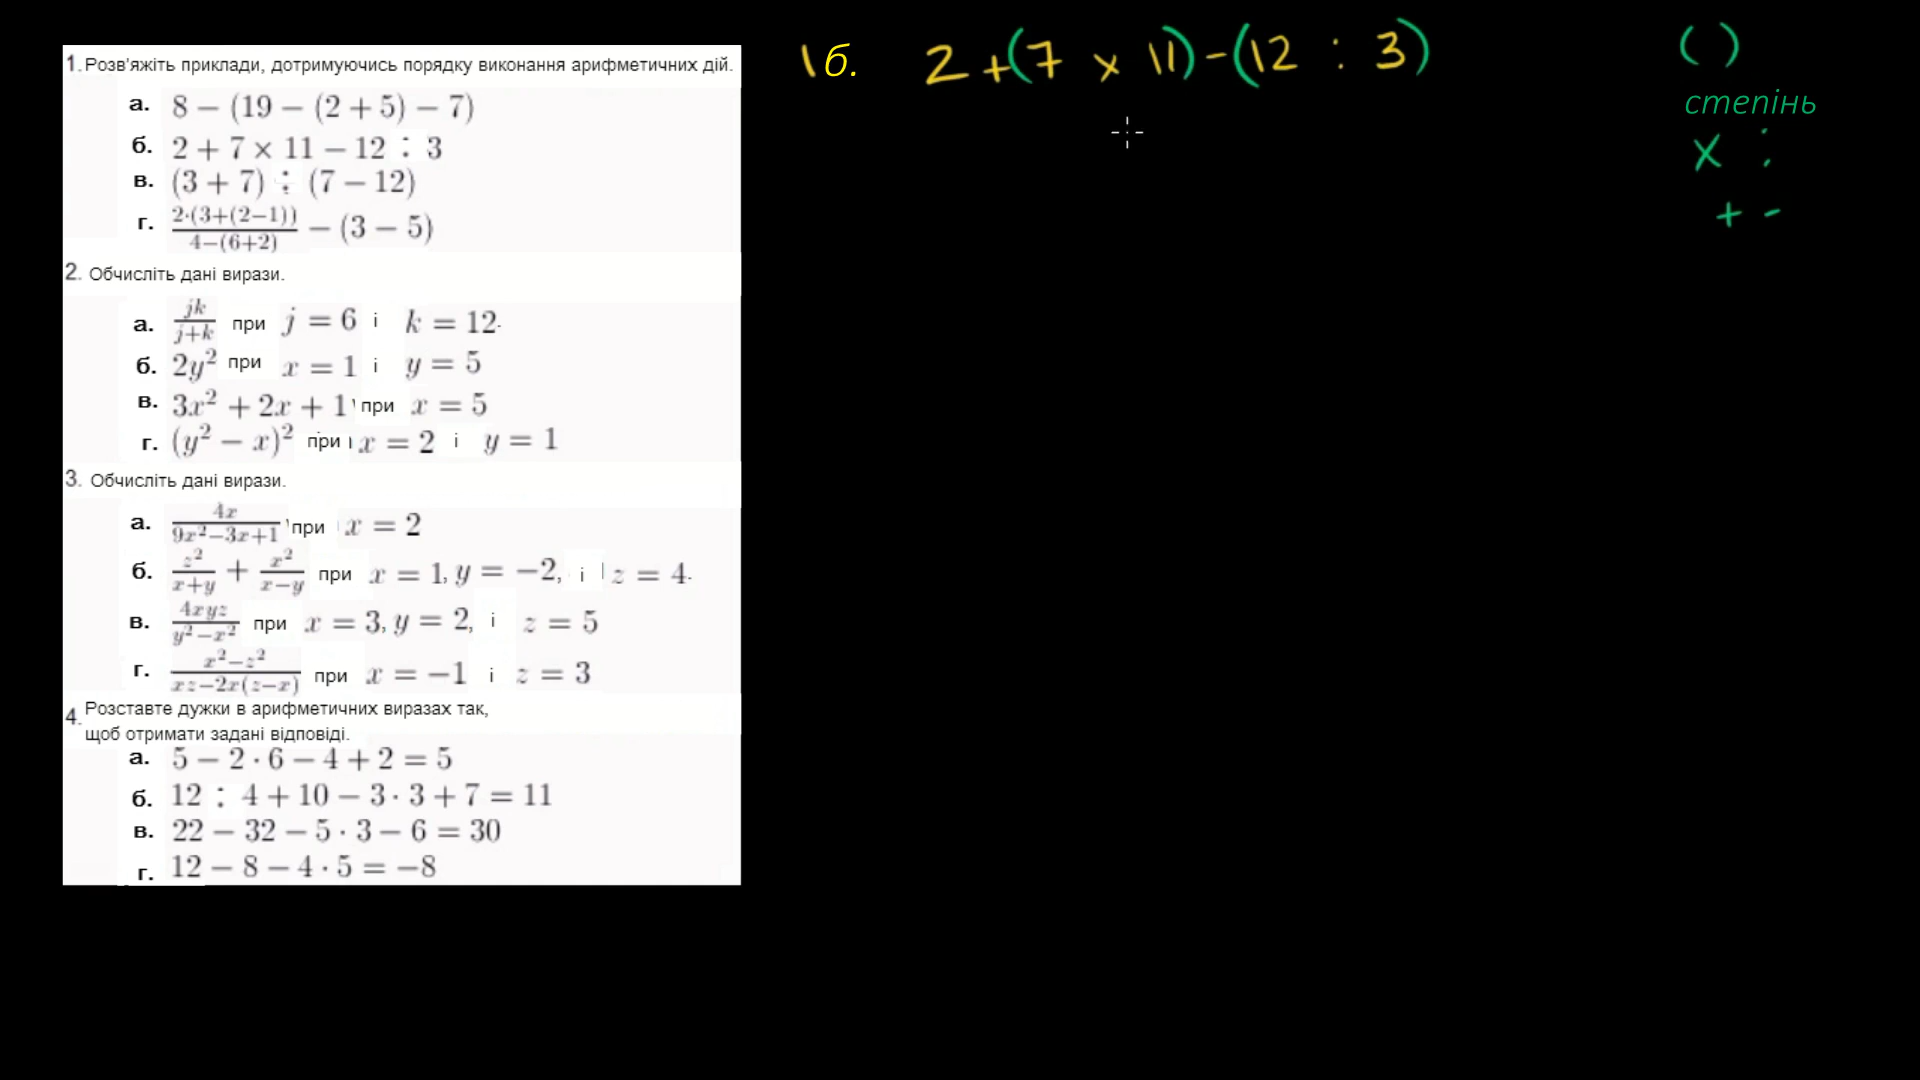 1. Розв'яжіть приклади, дотримуючись порядку виконання арифметичних дій.
а. 8 − (19 − (2 + 5) − 7)
б. 2 + 7 × 11 − 12 : 3
в. (3 + 7) : (7 − 12)
г. 2·(3+(2−1))/4−(6+2) − (3 − 5)
2. Обчисліть дані вирази.
а. jk/j+k при j = 6 і k = 12.
б. 2y² при x = 1 і y = 5
в. 3x² + 2x + 1 при x = 5
г. (y² − x)² при x = 2 і y = 1
3. Обчисліть дані вирази.
а. 4x/9x²−3x+1 при x = 2
б. z²/x+y + x²/x−y при x = 1, y = −2, і z = 4.
в. 4xyz/y²−x² при x = 3, y = 2, і z = 5
г. x²−z²/xz−2x(z−x) при x = −1 і z = 3
4. Розставте дужки в арифметичних виразах так,
щоб отримати задані відповіді.
а. 5 − 2 · 6 − 4 + 2 = 5
б. 12 : 4 + 10 − 3 · 3 + 7 = 11
в. 22 − 32 − 5 · 3 − 6 = 30
г. 12 − 8 − 4 · 5 = −8
1б. 2 + (7 x 11) - (12 : 3)
( )
степінь
x :
+ -